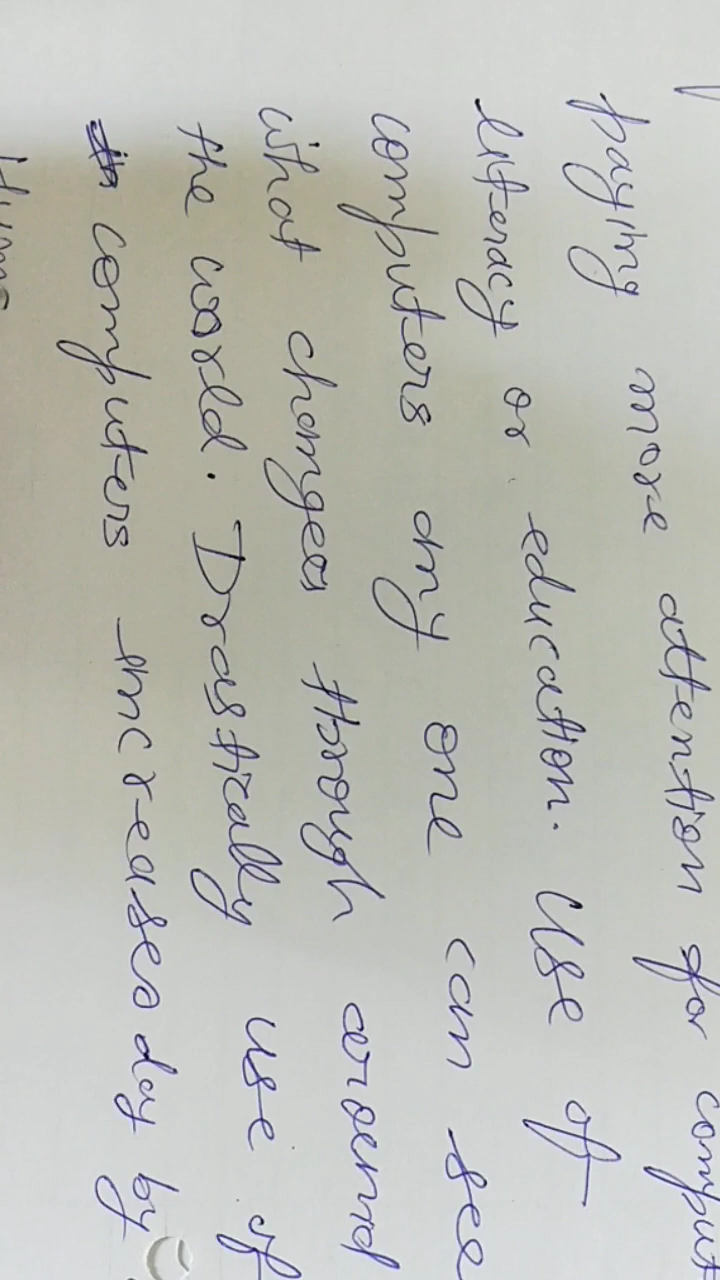 paying more attention for comput
literacy or education. Use of
computers any one can see
what changes through around
the world. Drastically use of
computers increases day by